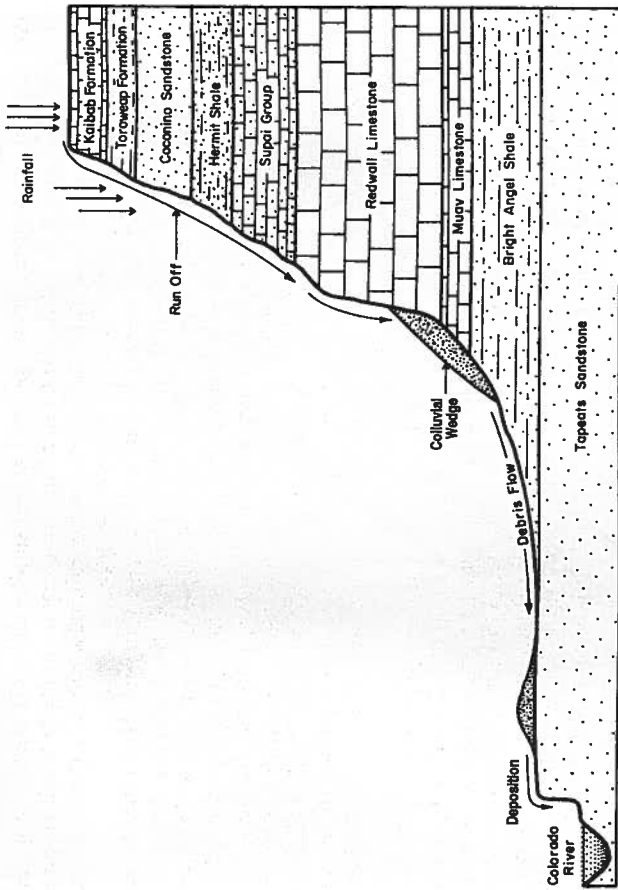 Rainfall
Kaibab Formation
Toroweap Formation
Coconino Sandstone
Hermit Shale
Run Off
Supai Group
Redwall Limestone
Muav Limestone
Colluvial
Wedge
Bright Angel Shale
Debris Flow
Tapeats Sandstone
Deposition
Colorado
River